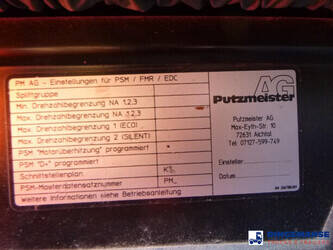 PM AG - Einstellungen für PSM / FMR / EDC
Splittgruppe
Min. Drehzahlbegrenzung NA 1,2,3
Max. Drehzahlbegrenzung NA 1,2,3
Max. Drehzahlbegrenzung 1 (ECO)
Max. Drehzahlbegrenzung 2 (SILENT)
PSM "Motorüberhitzung" programmiert *
PSM "D+" programmiert
Schnittstellenplan KS
PSM-Masterdatensatznummer PM
weitere Informationen siehe Betriebsanleitung
AG
Putzmeister
Putzmeister AG
Max-Eyth-Str. 10
72631 Aichtal
Tel. 07127-599-749
Einsteller:
Datum: